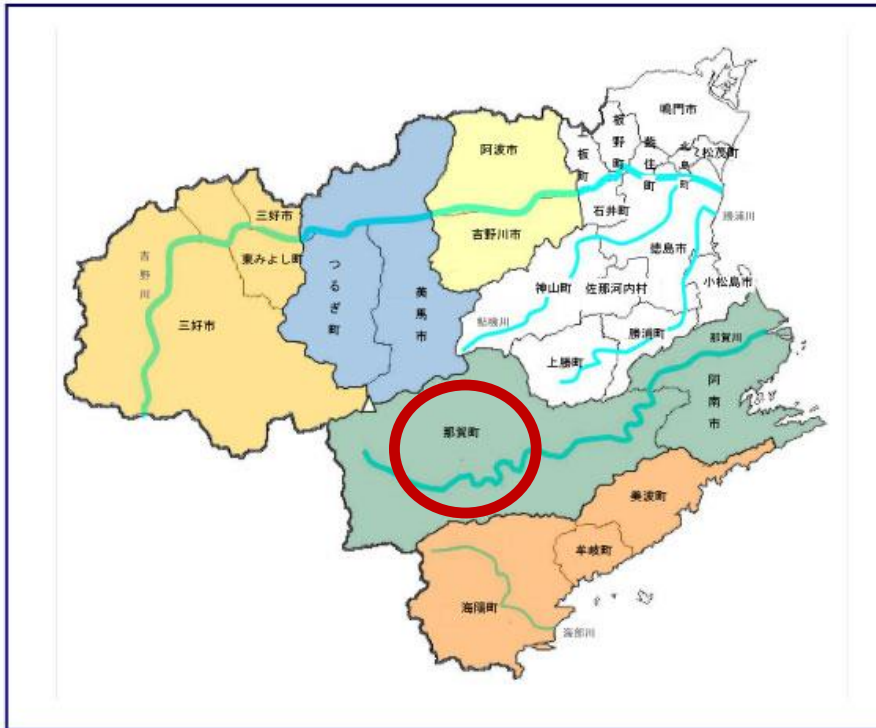 鳴門市
板野町
上板町
藍住町
北島町
松茂町
阿波市
石井町
吉野川市
勝浦川
徳島市
三好市
東みよし町
吉野川
つるぎ町
美馬市
神山町
佐那河内村
小松島市
鮎喰川
三好市
勝浦町
上勝町
那賀川
阿南市
那賀町
美波町
牟岐町
海陽町
海部川